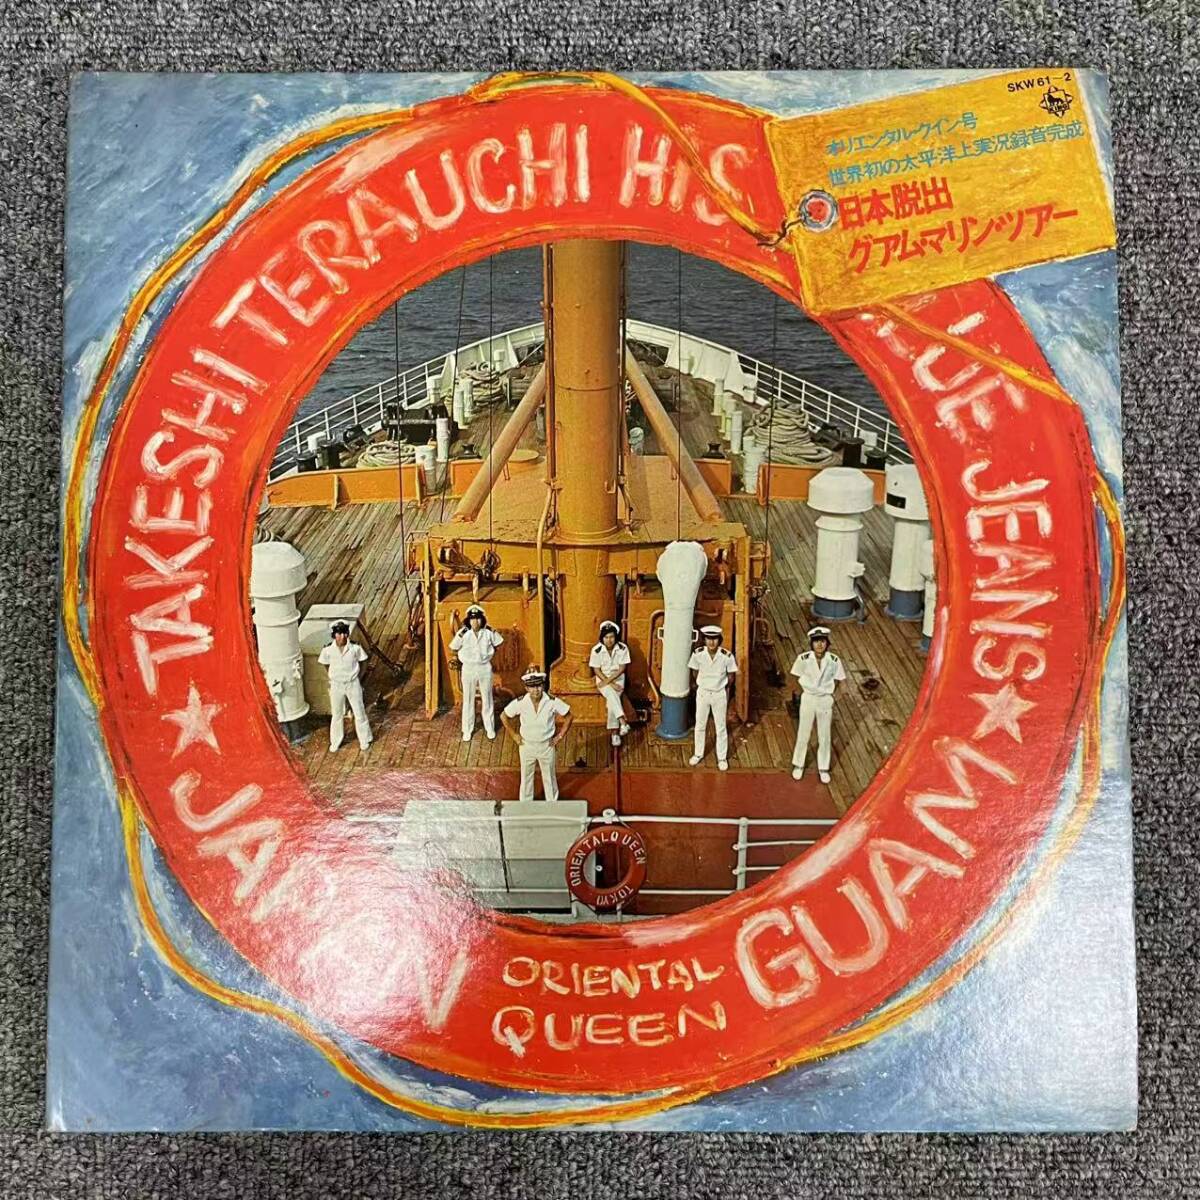 SKW 61〜2
オリエンタル・クイン号
世界初の太平洋上実況録音完成
日本脱出
グアム・マリン・ツアー
TAKESHI TERAUCHI HIS
JEANS
★ JAPAN
ORIENTAL
QUEEN
GUAM ★
ORIENTAL QUEEN
TOKYO